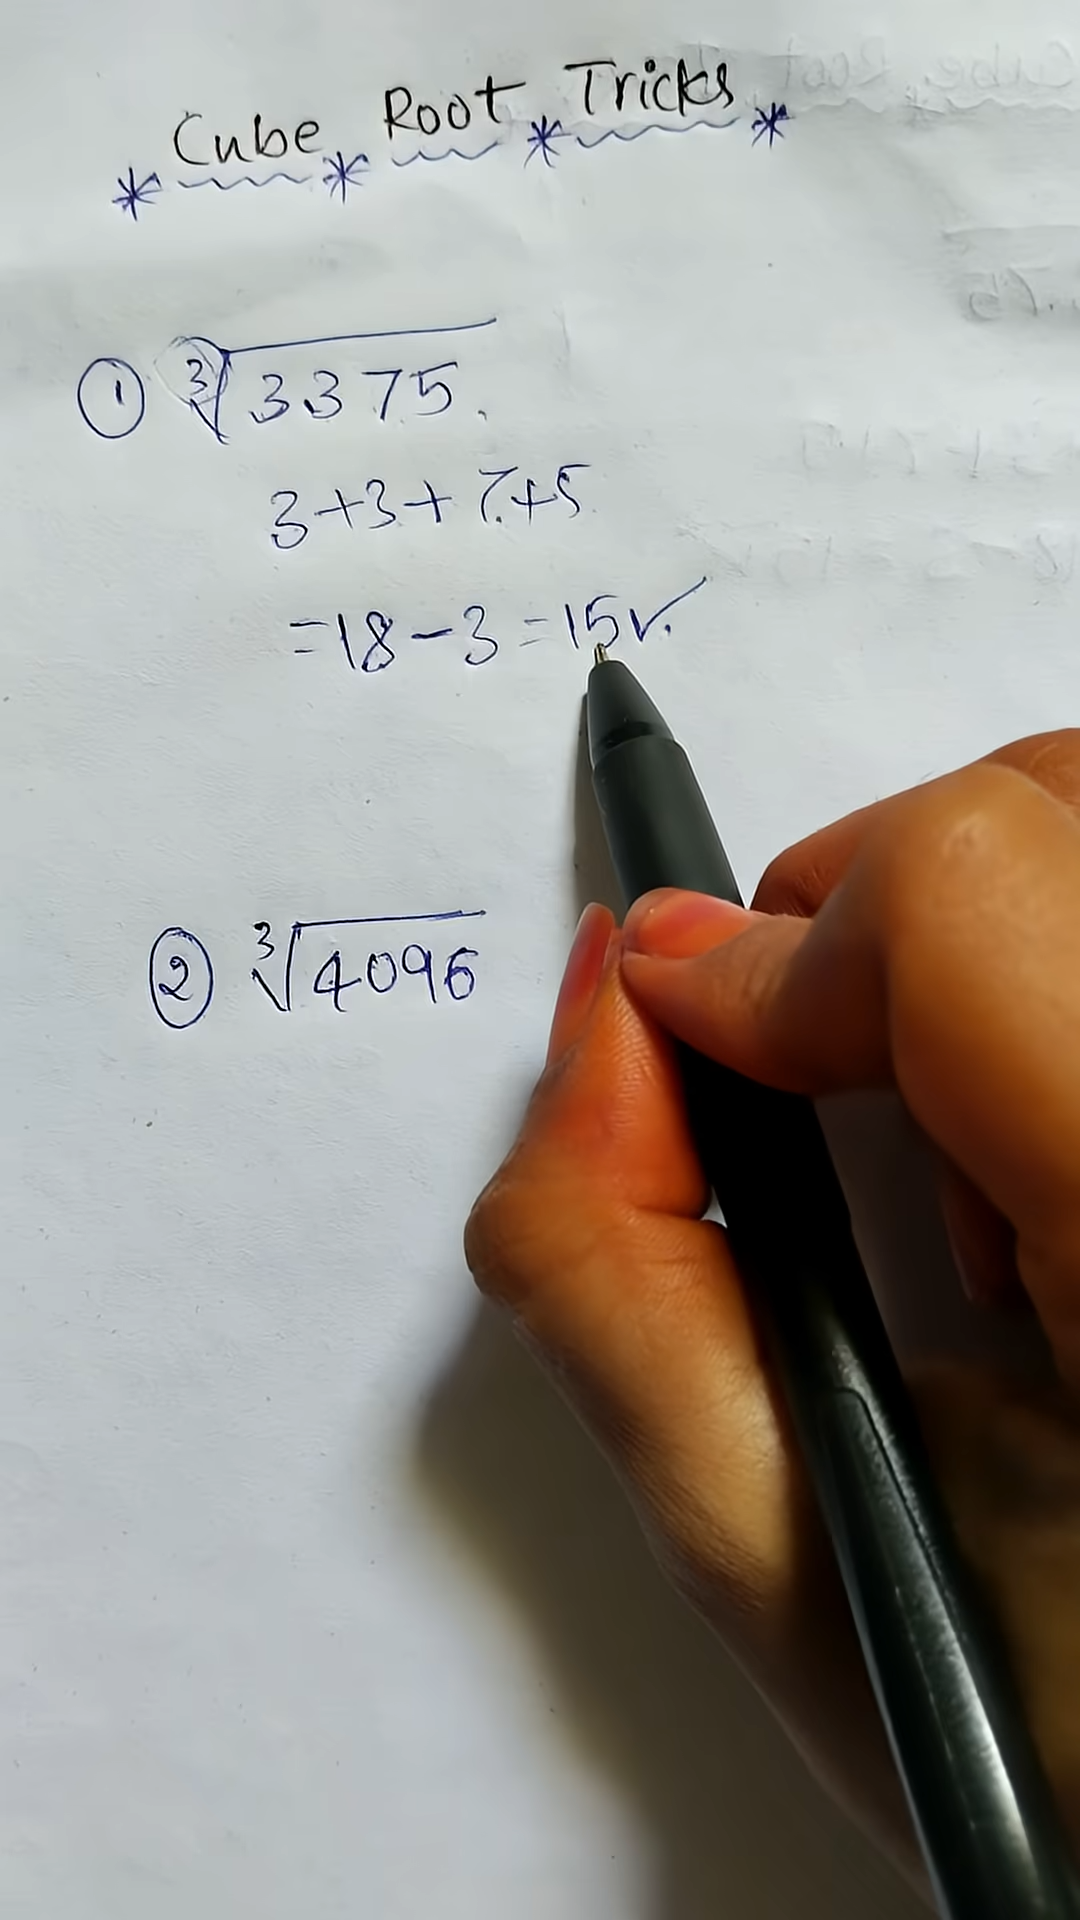 Cube Root Tricks
① ∛3375.
3+3+7+5
=18-3=15✓.
② ∛4096